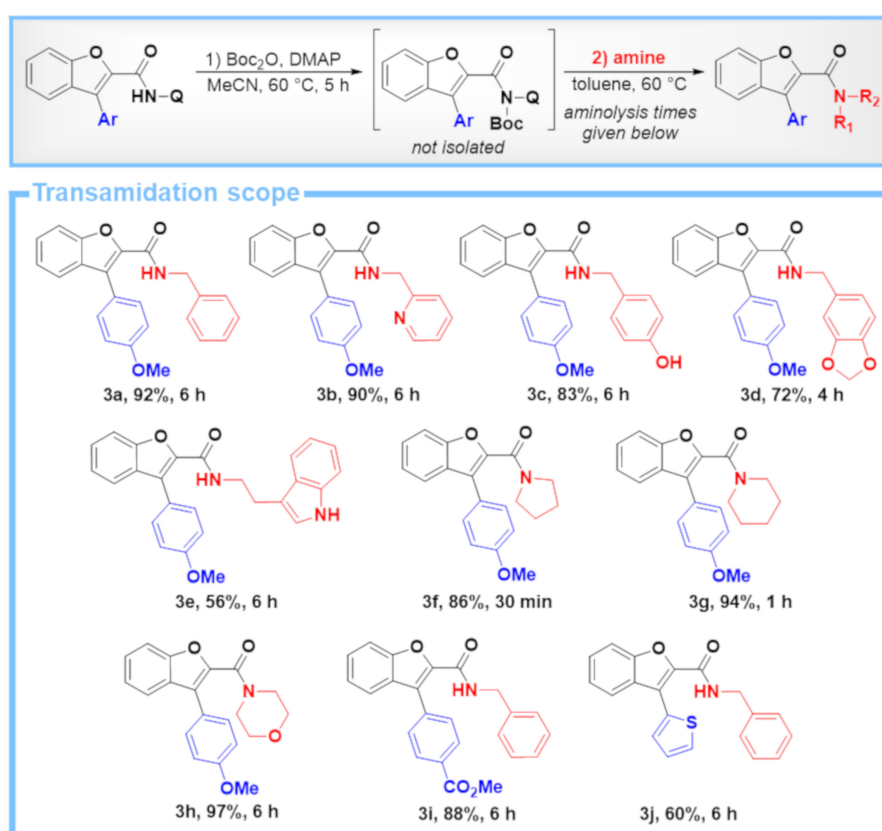 1) Boc₂O, DMAP
MeCN, 60 °C, 5 h
2) amine
toluene, 60 °C
aminolysis times
given below
O
O
HN–Q
Ar
O
O
N–Q
Boc
Ar
not isolated
O
O
N
R₂
R₁
Ar
Transamidation scope
O
O
HN
OMe
3a, 92%, 6 h
O
O
HN
N
OMe
3b, 90%, 6 h
O
O
HN
OH
OMe
3c, 83%, 6 h
O
O
HN
O
O
OMe
3d, 72%, 4 h
O
O
HN
NH
OMe
3e, 56%, 6 h
O
O
N
OMe
3f, 86%, 30 min
O
O
N
OMe
3g, 94%, 1 h
O
O
N
O
OMe
3h, 97%, 6 h
O
O
HN
CO₂Me
3i, 88%, 6 h
O
O
HN
S
3j, 60%, 6 h